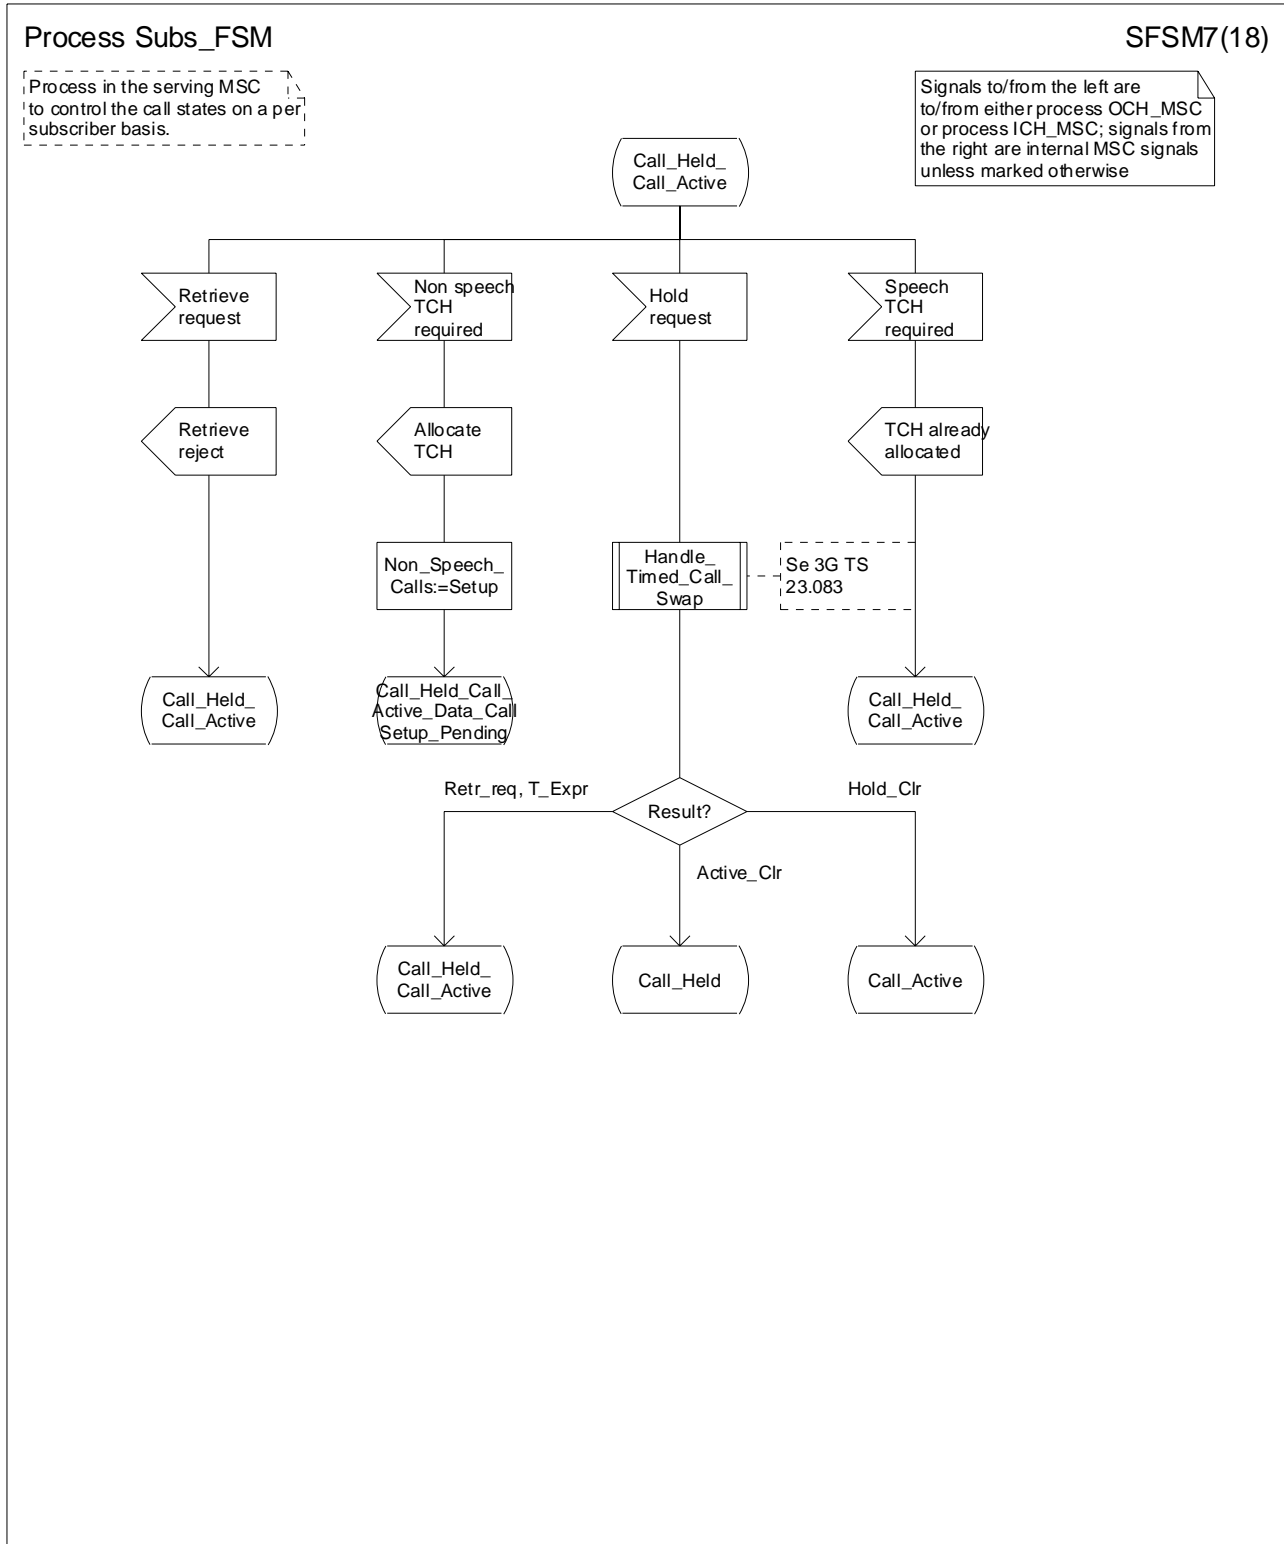 Process Subs_FSM
SFSM7(18)
Process in the serving MSC
to control the call states on a per
subscriber basis.
Signals to/from the left are
to/from either process OCH_MSC
or process ICH_MSC; signals from
the right are internal MSC signals
unless marked otherwise
Call_Held_
Call_Active
Retrieve
request
Non speech
TCH
required
Hold
request
Speech
TCH
required
Retrieve
reject
Allocate
TCH
TCH already
allocated
Non_Speech_
Calls:=Setup
Handle_
Timed_Call_
Swap
Se 3G TS
23.083
Call_Held_
Call_Active
Call_Held_Call_
Active_Data_Call
Setup_Pending
Call_Held_
Call_Active
Retr_req, T_Expr
Result?
Hold_Clr
Active_Clr
Call_Held_
Call_Active
Call_Held
Call_Active